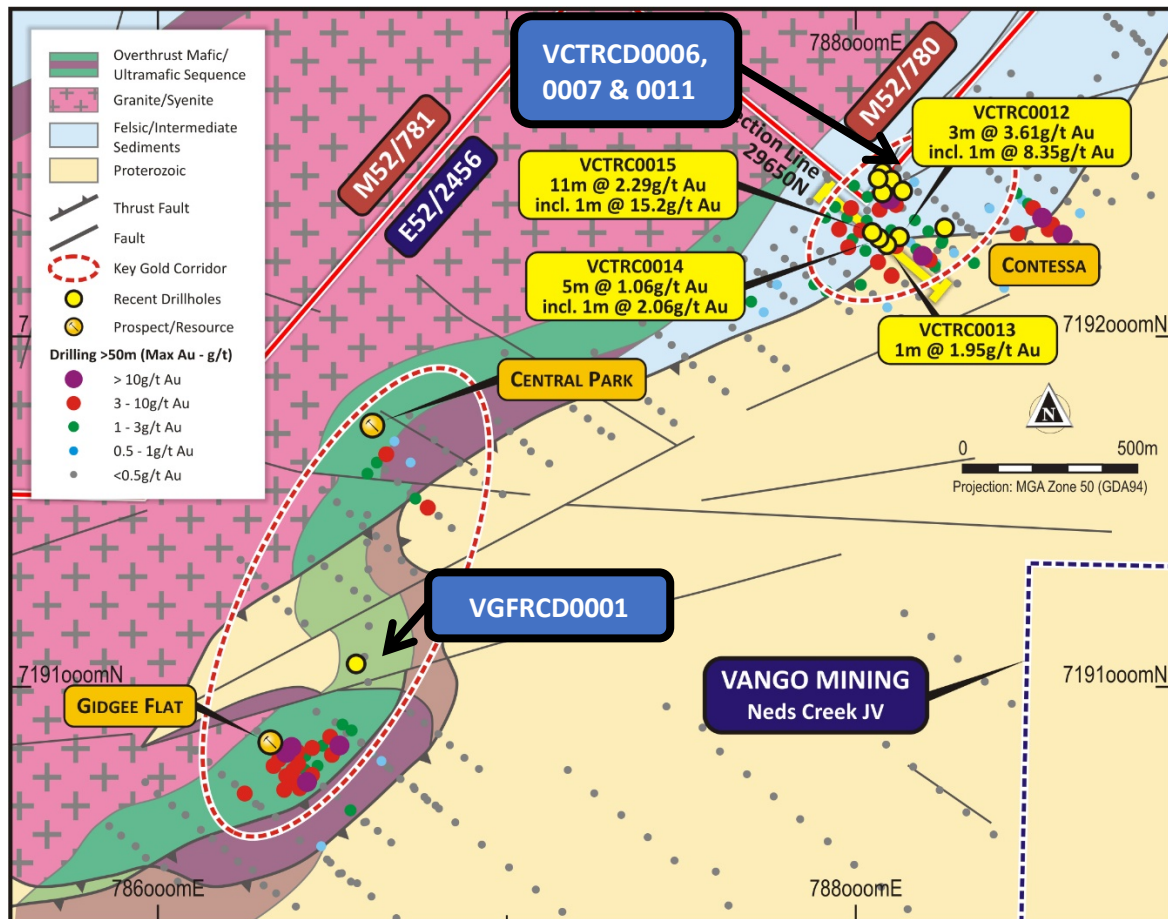 Overthrust Mafic/
Ultramafic Sequence
Granite/Syenite
Felsic/Intermediate
Sediments
Proterozoic
Thrust Fault
Fault
Key Gold Corridor
Recent Drillholes
Prospect/Resource
Drilling >50m (Max Au - g/t)
> 10g/t Au
3 - 10g/t Au
1 - 3g/t Au
0.5 - 1g/t Au
<0.5g/t Au
VCTRCD0006,
0007 & 0011
788000mE
M52/780
M52/781
E52/2456
ection Line
29650N
VCTRC0012
3m @ 3.61g/t Au
incl. 1m @ 8.35g/t Au
VCTRC0015
11m @ 2.29g/t Au
incl. 1m @ 15.2g/t Au
VCTRC0014
5m @ 1.06g/t Au
incl. 1m @ 2.06g/t Au
CONTESSA
VCTRC0013
1m @ 1.95g/t Au
7192000mN
CENTRAL PARK
N
0 500m
Projection: MGA Zone 50 (GDA94)
VGFRCD0001
7191000mN
7191000mN
GIDGEE FLAT
VANGO MINING
Neds Creek JV
786000mE
788000mE